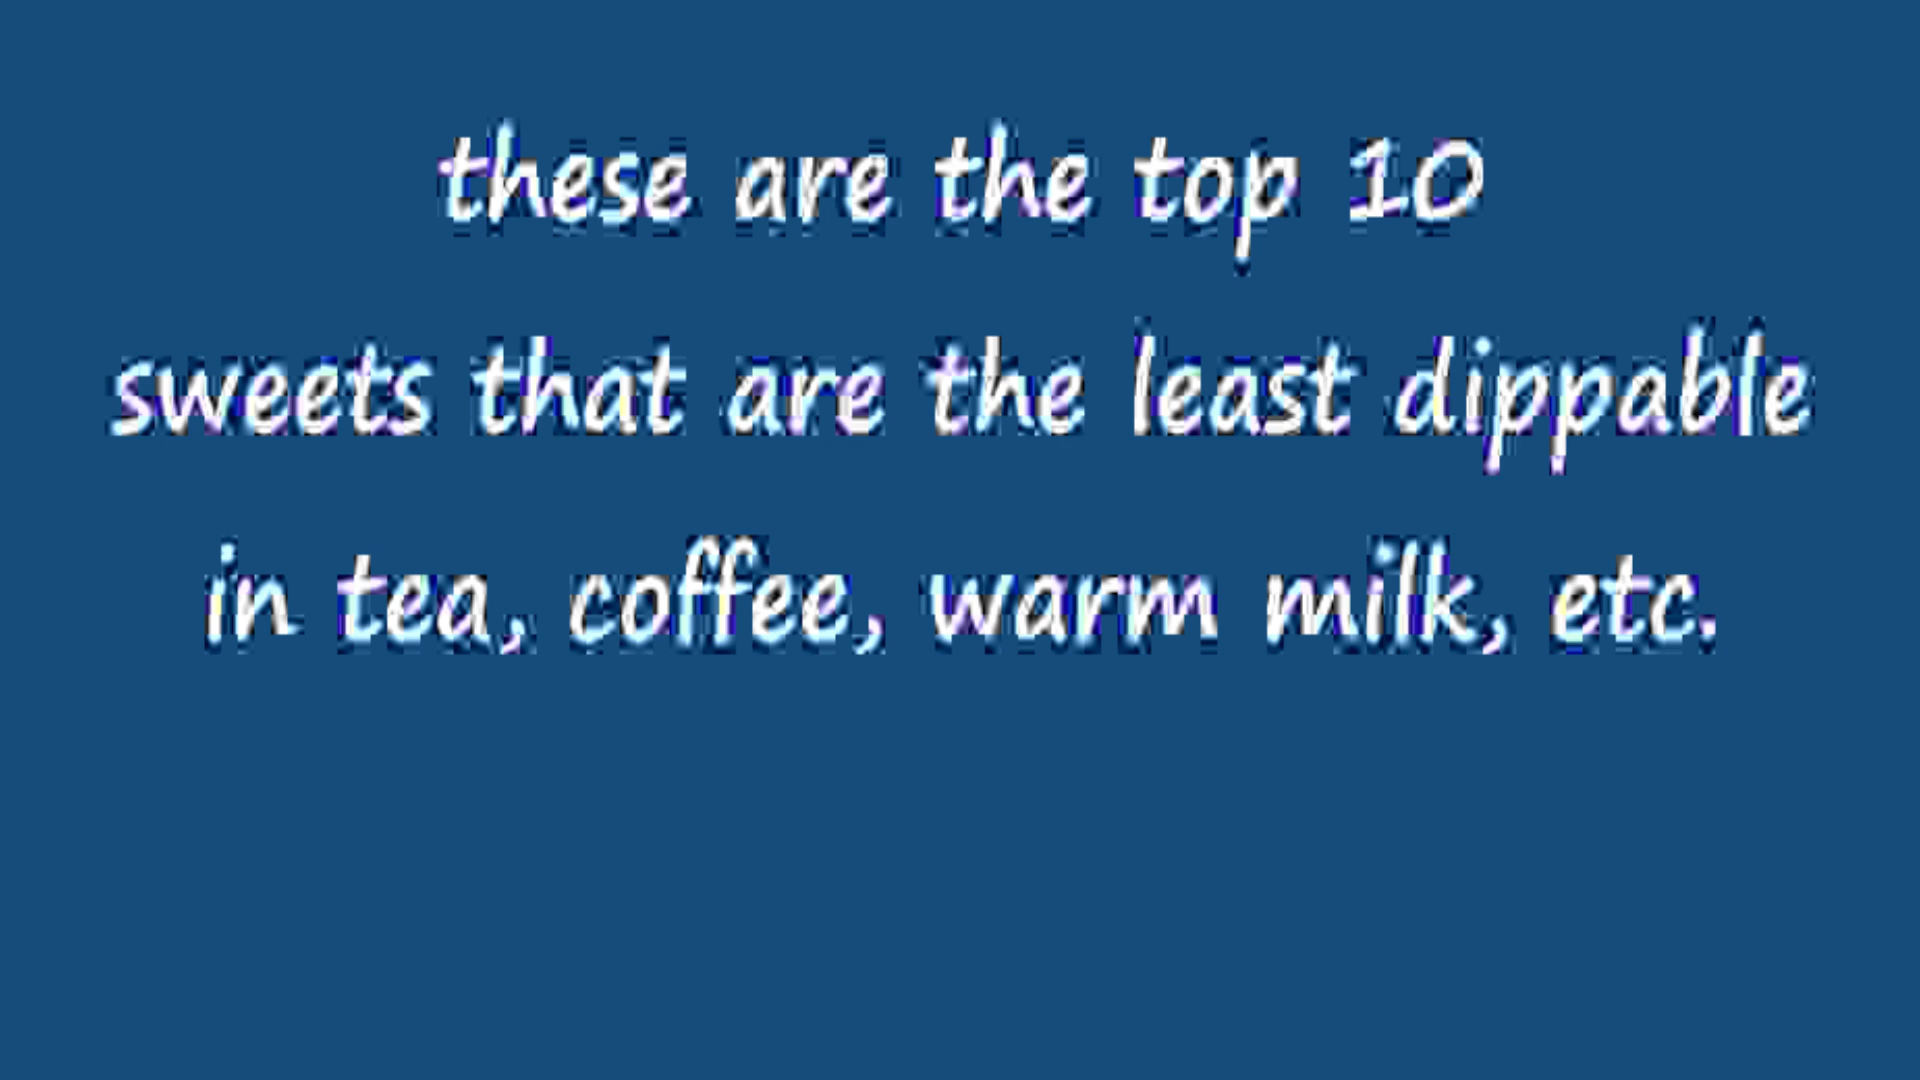 these are the top 10
sweets that are the least dippable
in tea, coffee, warm milk, etc.